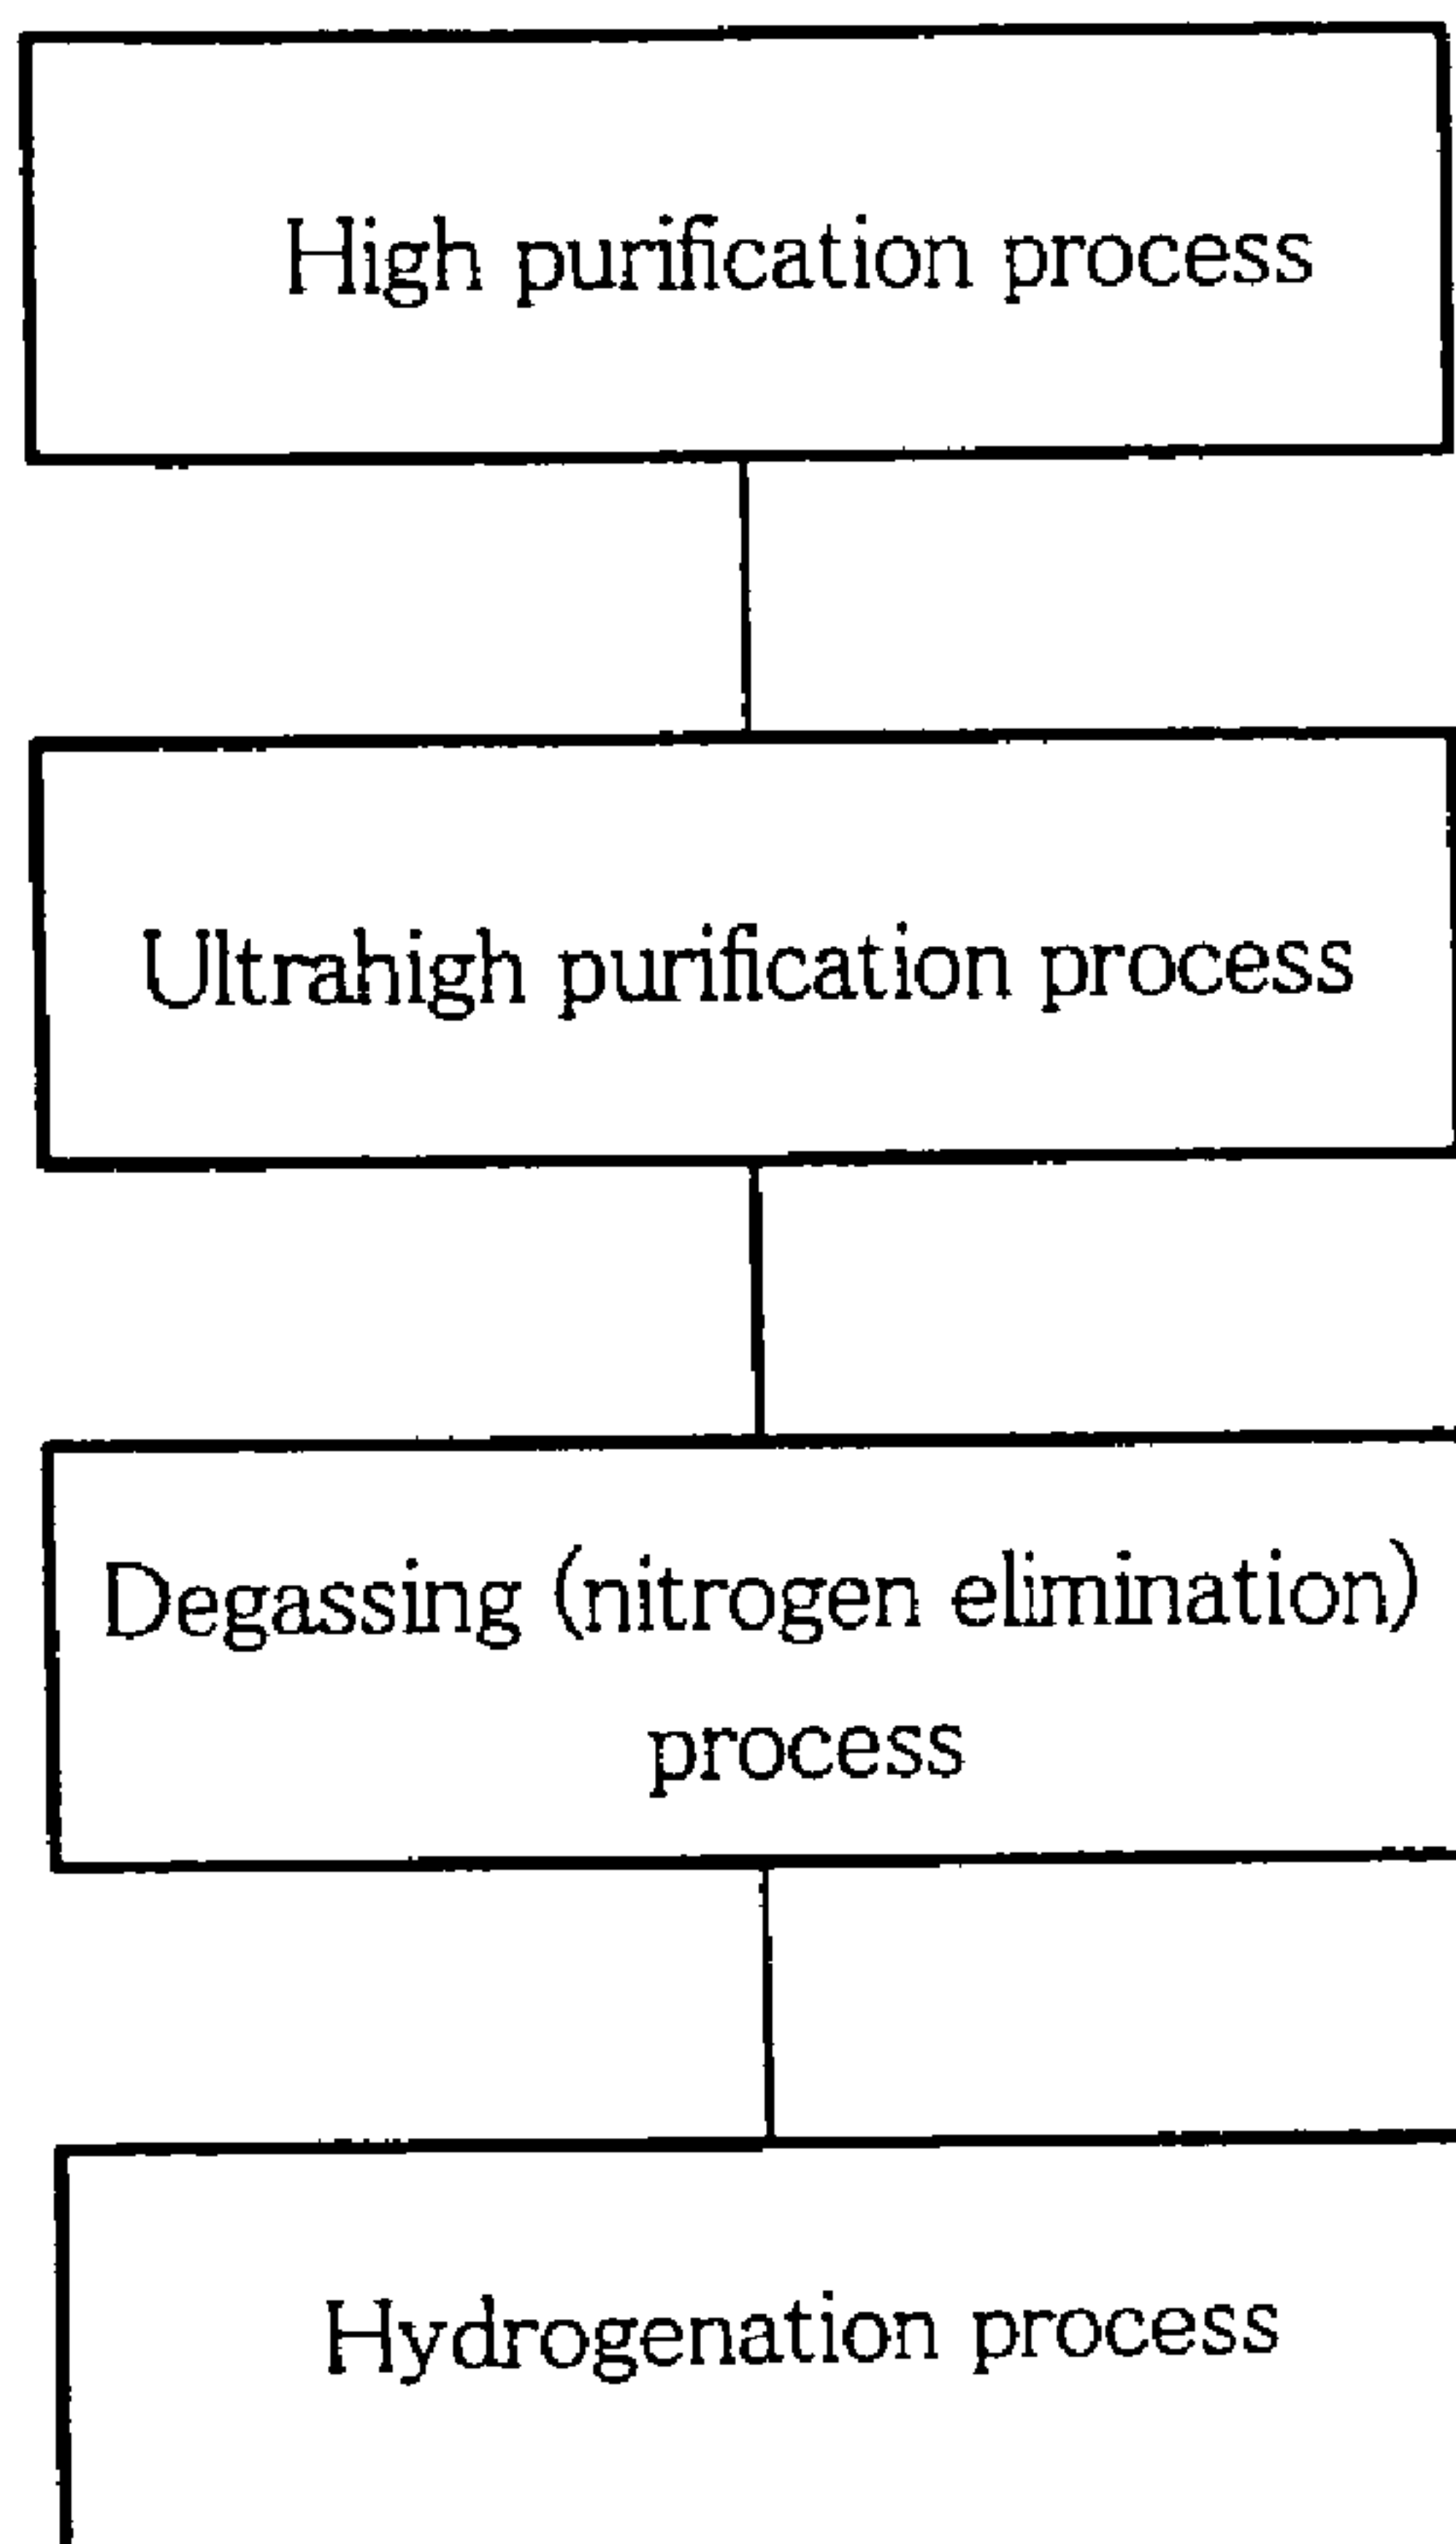 High purification process
Ultrahigh purification process
Degassing (nitrogen elimination)
process
Hydrogenation process